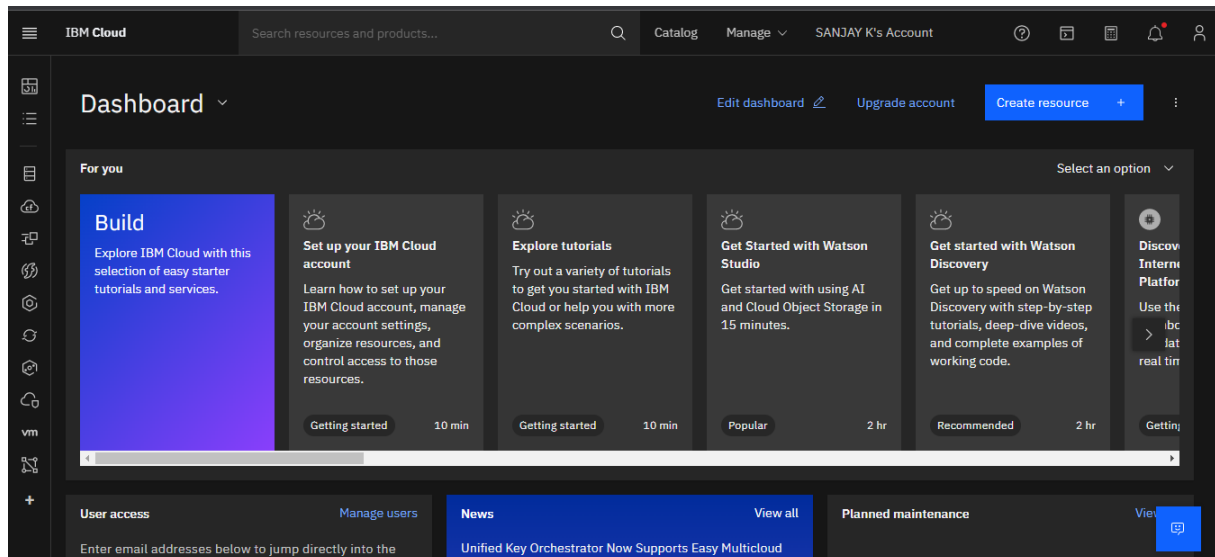 IBM Cloud
Search resources and products...
Catalog
Manage
SANJAY K's Account
Dashboard
Edit dashboard
Upgrade account
Create resource +
For you
Select an option
Build
Explore IBM Cloud with this
selection of easy starter
tutorials and services.
Set up your IBM Cloud
account
Learn how to set up your
IBM Cloud account, manage
your account settings,
organize resources, and
control access to those
resources.
Getting started
10 min
Explore tutorials
Try out a variety of tutorials
to get you started with IBM
Cloud or help you with more
complex scenarios.
Getting started
10 min
Get Started with Watson
Studio
Get started with using AI
and Cloud Object Storage in
15 minutes.
Popular
2 hr
Get started with Watson
Discovery
Get up to speed on Watson
Discovery with step-by-step
tutorials, deep-dive videos,
and complete examples of
working code.
Recommended
2 hr
Discov
Interne
Platfor
Use the
real tim
Getting
vm
User access
Manage users
Enter email addresses below to jump directly into the
News
View all
Unified Key Orchestrator Now Supports Easy Multicloud
Planned maintenance